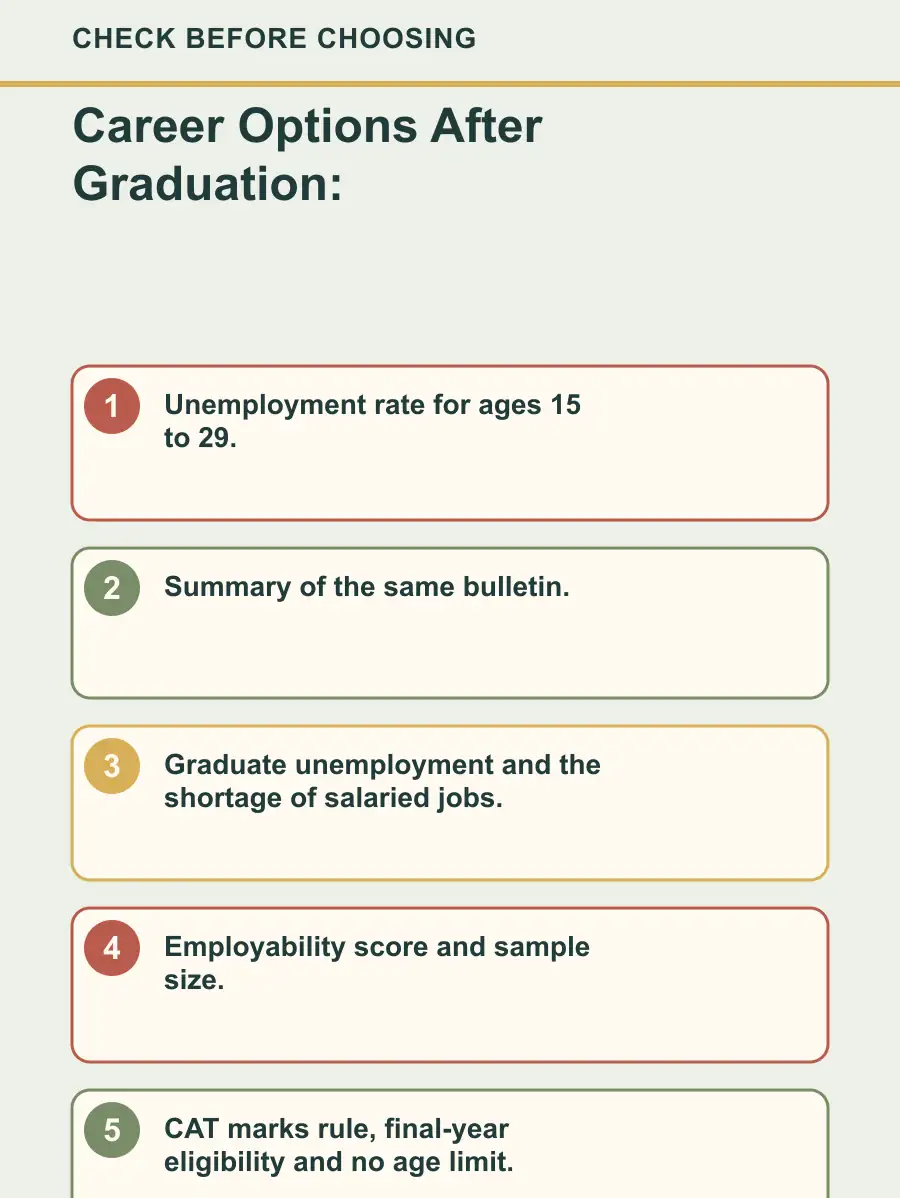 CHECK BEFORE CHOOSING
Career Options After
Graduation:
1
Unemployment rate for ages 15
to 29.
2
Summary of the same bulletin.
3
Graduate unemployment and the
shortage of salaried jobs.
4
Employability score and sample
size.
5
CAT marks rule, final-year
eligibility and no age limit.